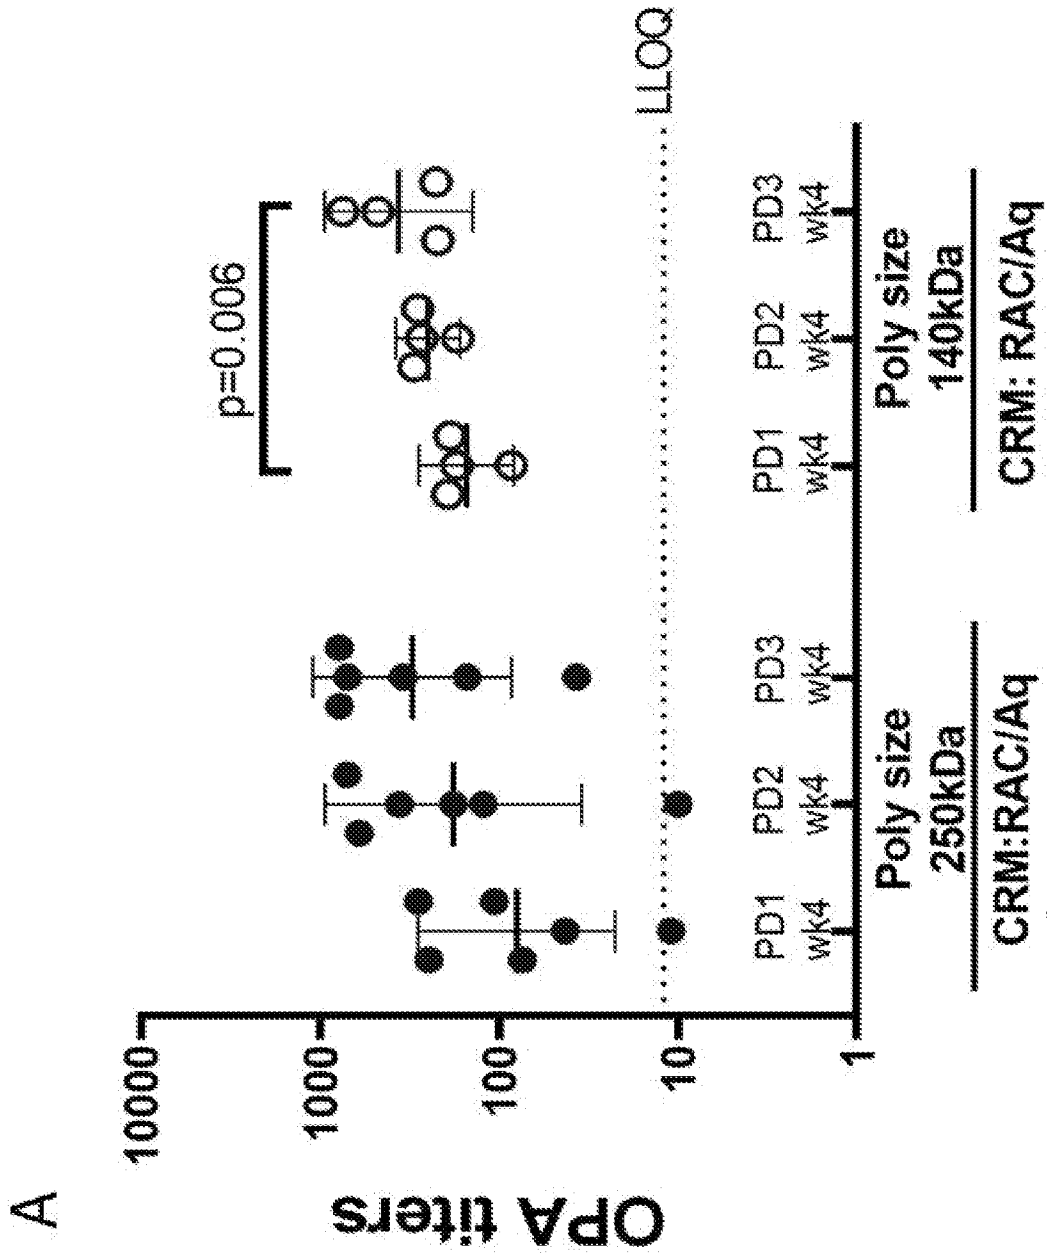 A
OPA titers
10000
1000
100
10
1
p=0.006
LLOQ
PD1 PD2 PD3 PD1 PD2 PD3
wk4 wk4 wk4 wk4 wk4 wk4
Poly size Poly size
250kDa 140kDa
CRM:RAC/Aq CRM: RAC/Aq